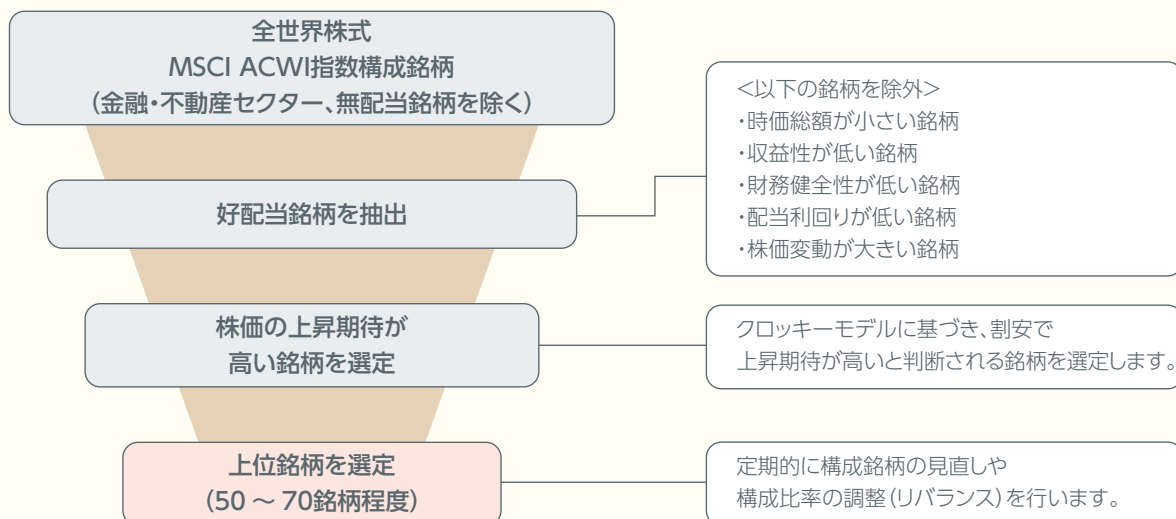 全世界株式
MSCI ACWI指数構成銘柄
(金融・不動産セクター、無配当銘柄を除く)
<以下の銘柄を除外>
・時価総額が小さい銘柄
・収益性が低い銘柄
・財務健全性が低い銘柄
・配当利回りが低い銘柄
・株価変動が大きい銘柄
好配当銘柄を抽出
株価の上昇期待が
高い銘柄を選定
クロッキーモデルに基づき、割安で
上昇期待が高いと判断される銘柄を選定します。
上位銘柄を選定
(50 ～ 70銘柄程度)
定期的に構成銘柄の見直しや
構成比率の調整(リバランス)を行います。